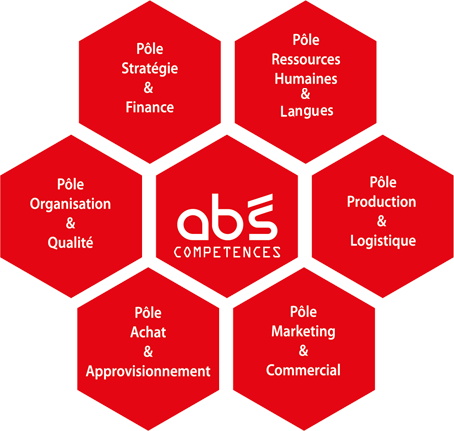 Pôle
Stratégie
&
Finance
Pôle
Ressources
Humaines
&
Langues
Pôle
Organisation
&
Qualité
abs
COMPETENCES
Pôle
Production
&
Logistique
Pôle
Achat
&
Approvisionnement
Pôle
Marketing
&
Commercial